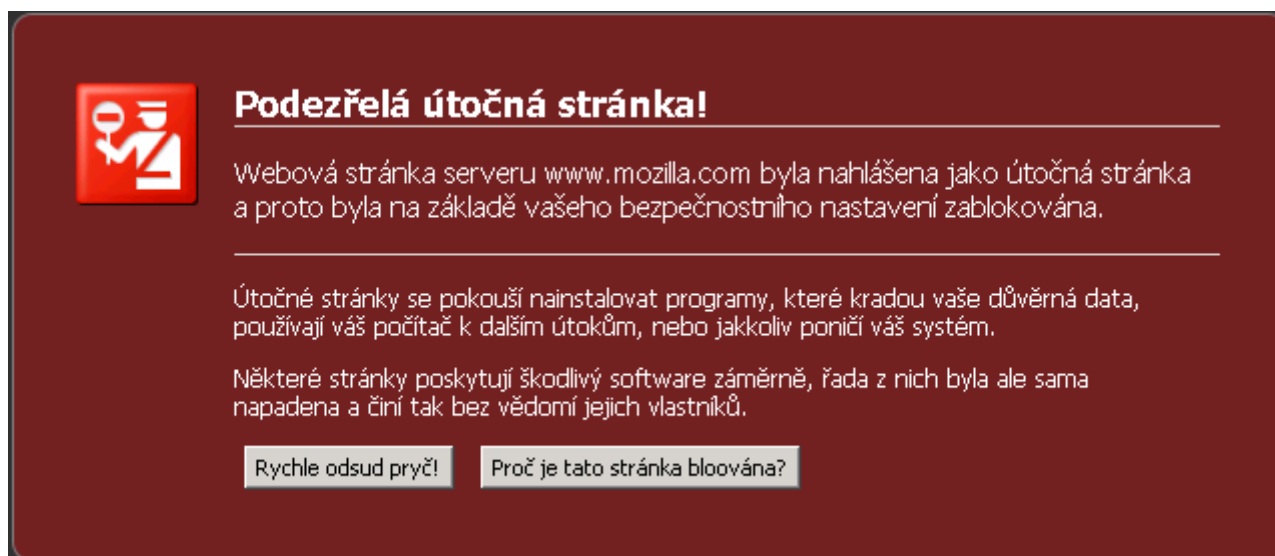 Podezřelá útočná stránka!
Webová stránka serveru www.mozilla.com byla nahlášena jako útočná stránka
a proto byla na základě vašeho bezpečnostního nastavení zablokována.
Útočné stránky se pokouší nainstalovat programy, které kradou vaše důvěrná data,
používají váš počítač k dalším útokům, nebo jakkoliv poničí váš systém.
Některé stránky poskytují škodlivý software záměrně, řada z nich byla ale sama
napadena a činí tak bez vědomí jejich vlastníků.
Rychle odsud pryč! Proč je tato stránka bloována?